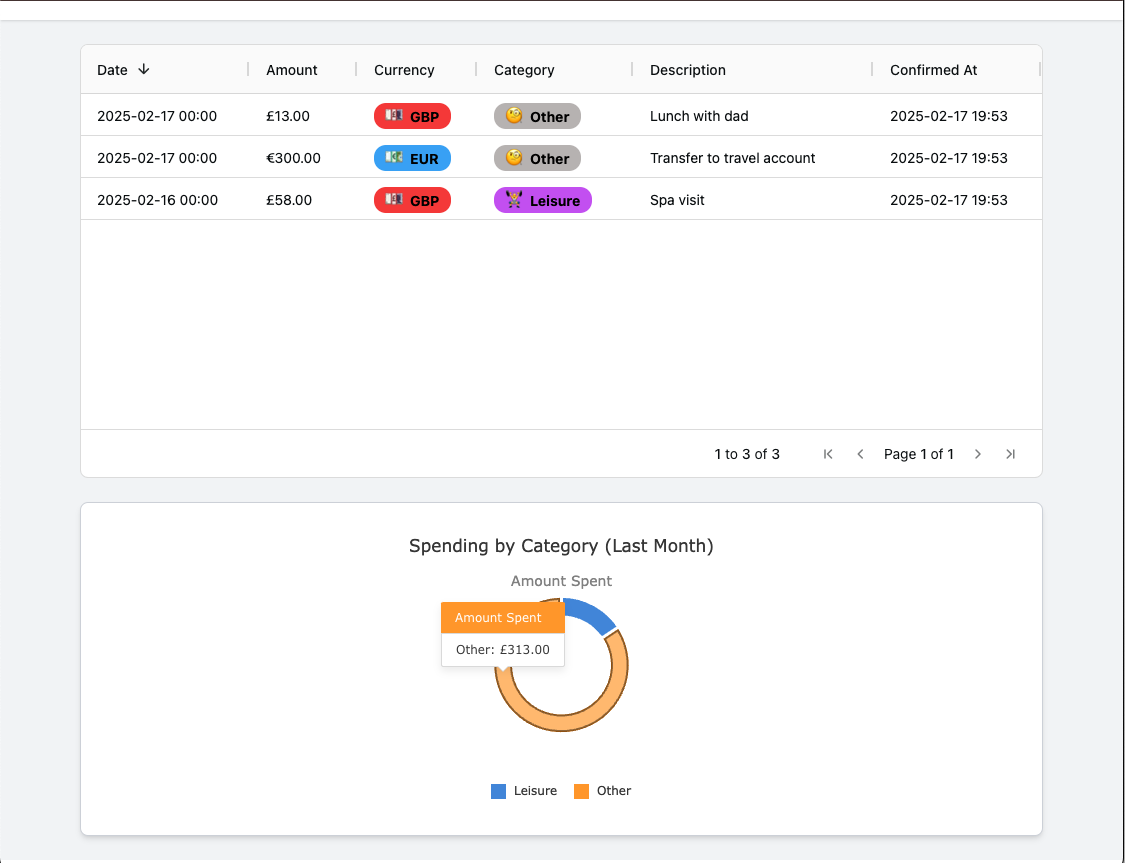 Date Amount Currency Category Description Confirmed At
2025-02-17 00:00 £13.00 GBP Other Lunch with dad 2025-02-17 19:53
2025-02-17 00:00 €300.00 EUR Other Transfer to travel account 2025-02-17 19:53
2025-02-16 00:00 £58.00 GBP Leisure Spa visit 2025-02-17 19:53
1 to 3 of 3 Page 1 of 1
Spending by Category (Last Month)
Amount Spent
Amount Spent
Other: £313.00
Leisure Other